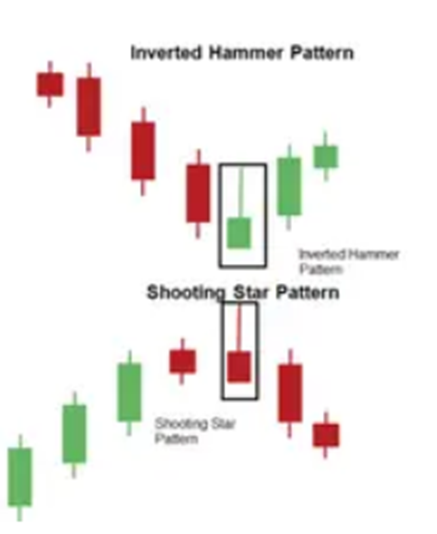 Inverted Hammer Pattern
Inverted Hammer
Pattern
Shooting Star Pattern
Shooting Star
Pattern